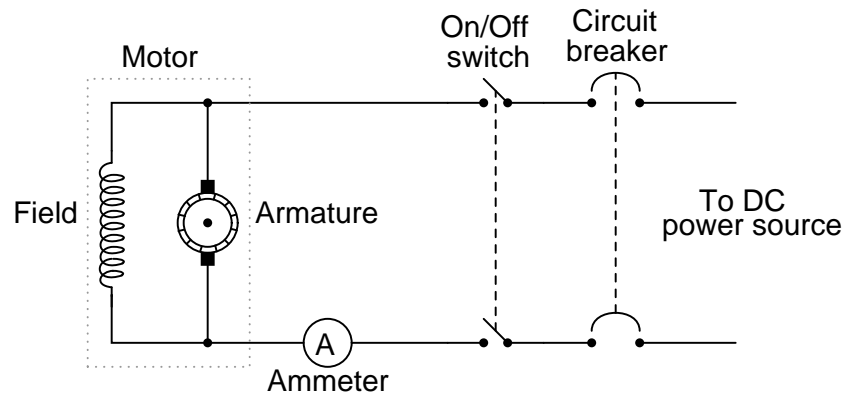 Motor
On/Off
switch
Circuit
breaker
Field
Armature
To DC
power source
A
Ammeter